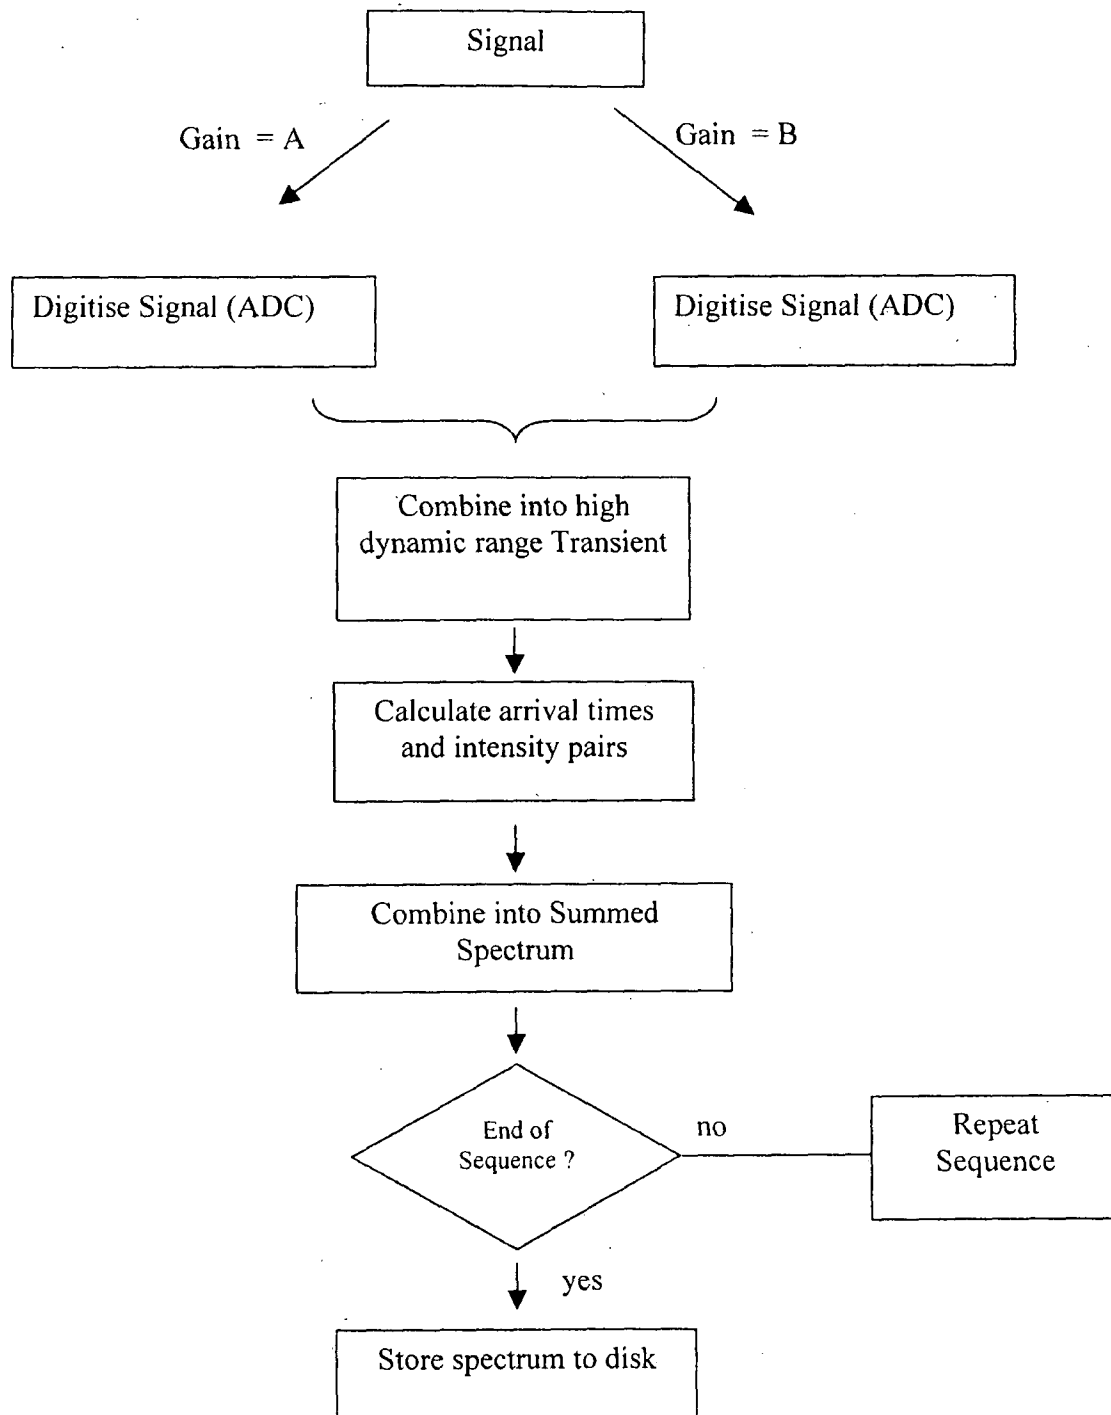 Signal
Gain = A
Gain = B
Digitise Signal (ADC)
Digitise Signal (ADC)
Combine into high
dynamic range Transient
Calculate arrival times
and intensity pairs
Combine into Summed
Spectrum
End of
Sequence ?
no
Repeat
Sequence
yes
Store spectrum to disk